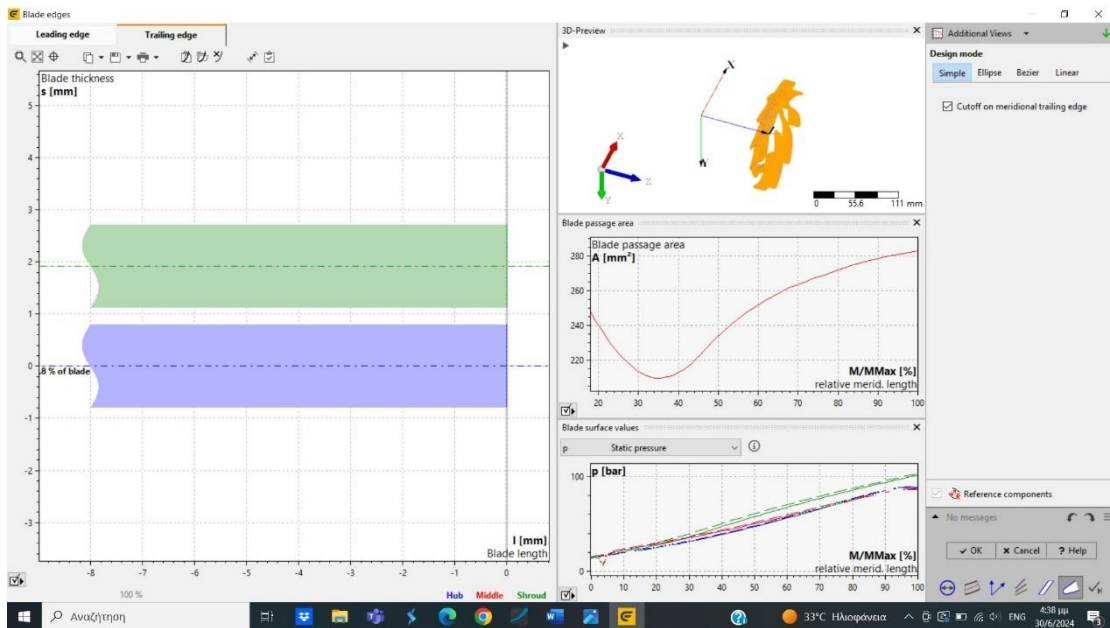 Blade edges
Leading edge
Trailing edge
Blade thickness
s [mm]
5
4
3
2
1
0
-1
-2
-3
.8 % of blade
-8 -7 -6 -5 -4 -3 -2 -1 0
l [mm]
Blade length
100 %
Hub Middle Shroud
3D-Preview
X
Z
X
Y
0 55.6 111 mm
Blade passage area
Blade passage area
A [mm²]
280
260
240
220
M/MMax [%]
relative merid. length
20 30 40 50 60 70 80 90 100
Blade surface values
p Static pressure
p [bar]
100
0
M/MMax [%]
relative merid. length
0 10 20 30 40 50 60 70 80 90 100
Additional Views
Design mode
Simple Ellipse Bezier Linear
Cutoff on meridional trailing edge
Reference components
No messages
OK Cancel ? Help
Αναζήτηση
33°C Ηλιοφάνεια
ENG
4:38 μμ
30/6/2024
3